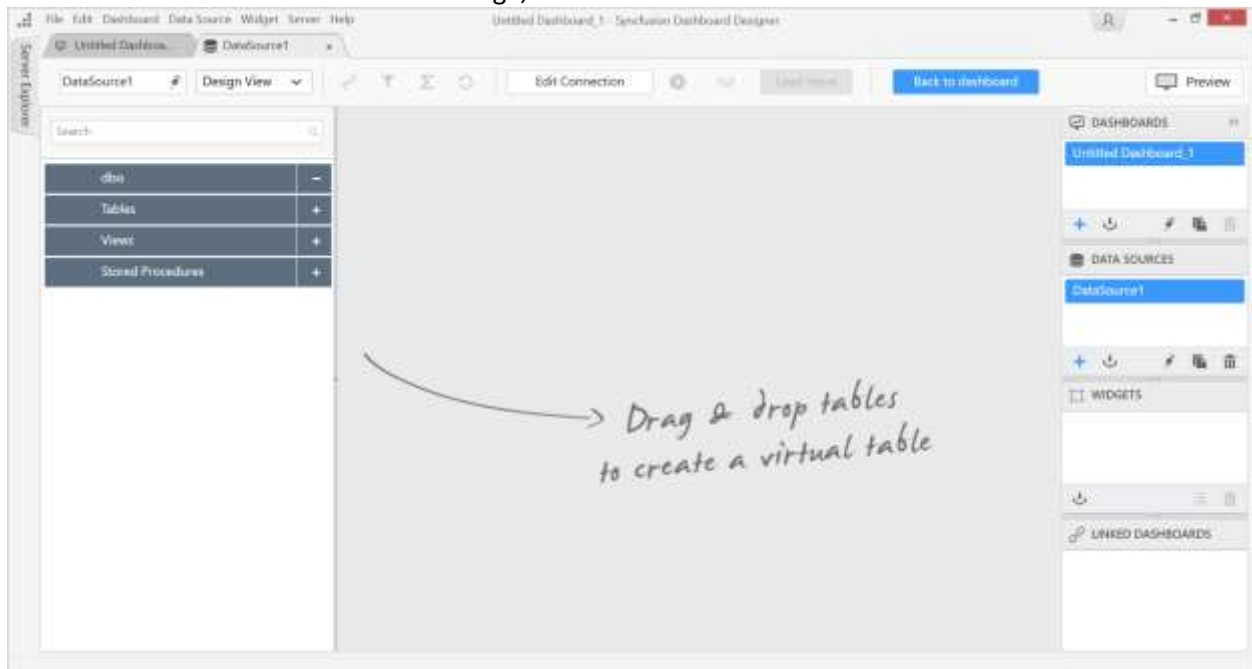 File Edit Dashboard Data Source Widget Server Help
Untitled Dashboard_1 - Syncfusion Dashboard Designer
Server Explorer
Untitled Dashboa...
DataSource1
DataSource1
Design View
Edit Connection
Back to dashboard
Preview
Search
dbo
Tables
Views
Stored Procedures
Drag & drop tables
to create a virtual table
DASHBOARDS
Untitled Dashboard_1
DATA SOURCES
DataSource1
WIDGETS
LINKED DASHBOARDS